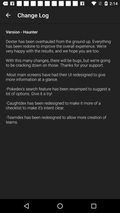 2:14
Change Log
Version - Haunter
Dexter has been overhauled from the ground up. Everything
has been redone to improve the overall experience. We're
very happy with the results, and we hope you are too.
With this many changes, there will be bugs, but we're going
to be cracking down on those. Thanks for your support.
-Most main screens have had their UI redesigned to give
more information at a glance.
-Pokedex's search feature has been revamped to suggest a
lot of options. Give it a try!
-Caughtdex has been redesigned to make it more of a
checklist to make it's intent clear.
-Teamdex has been redesigned to allow more creation of
teams.